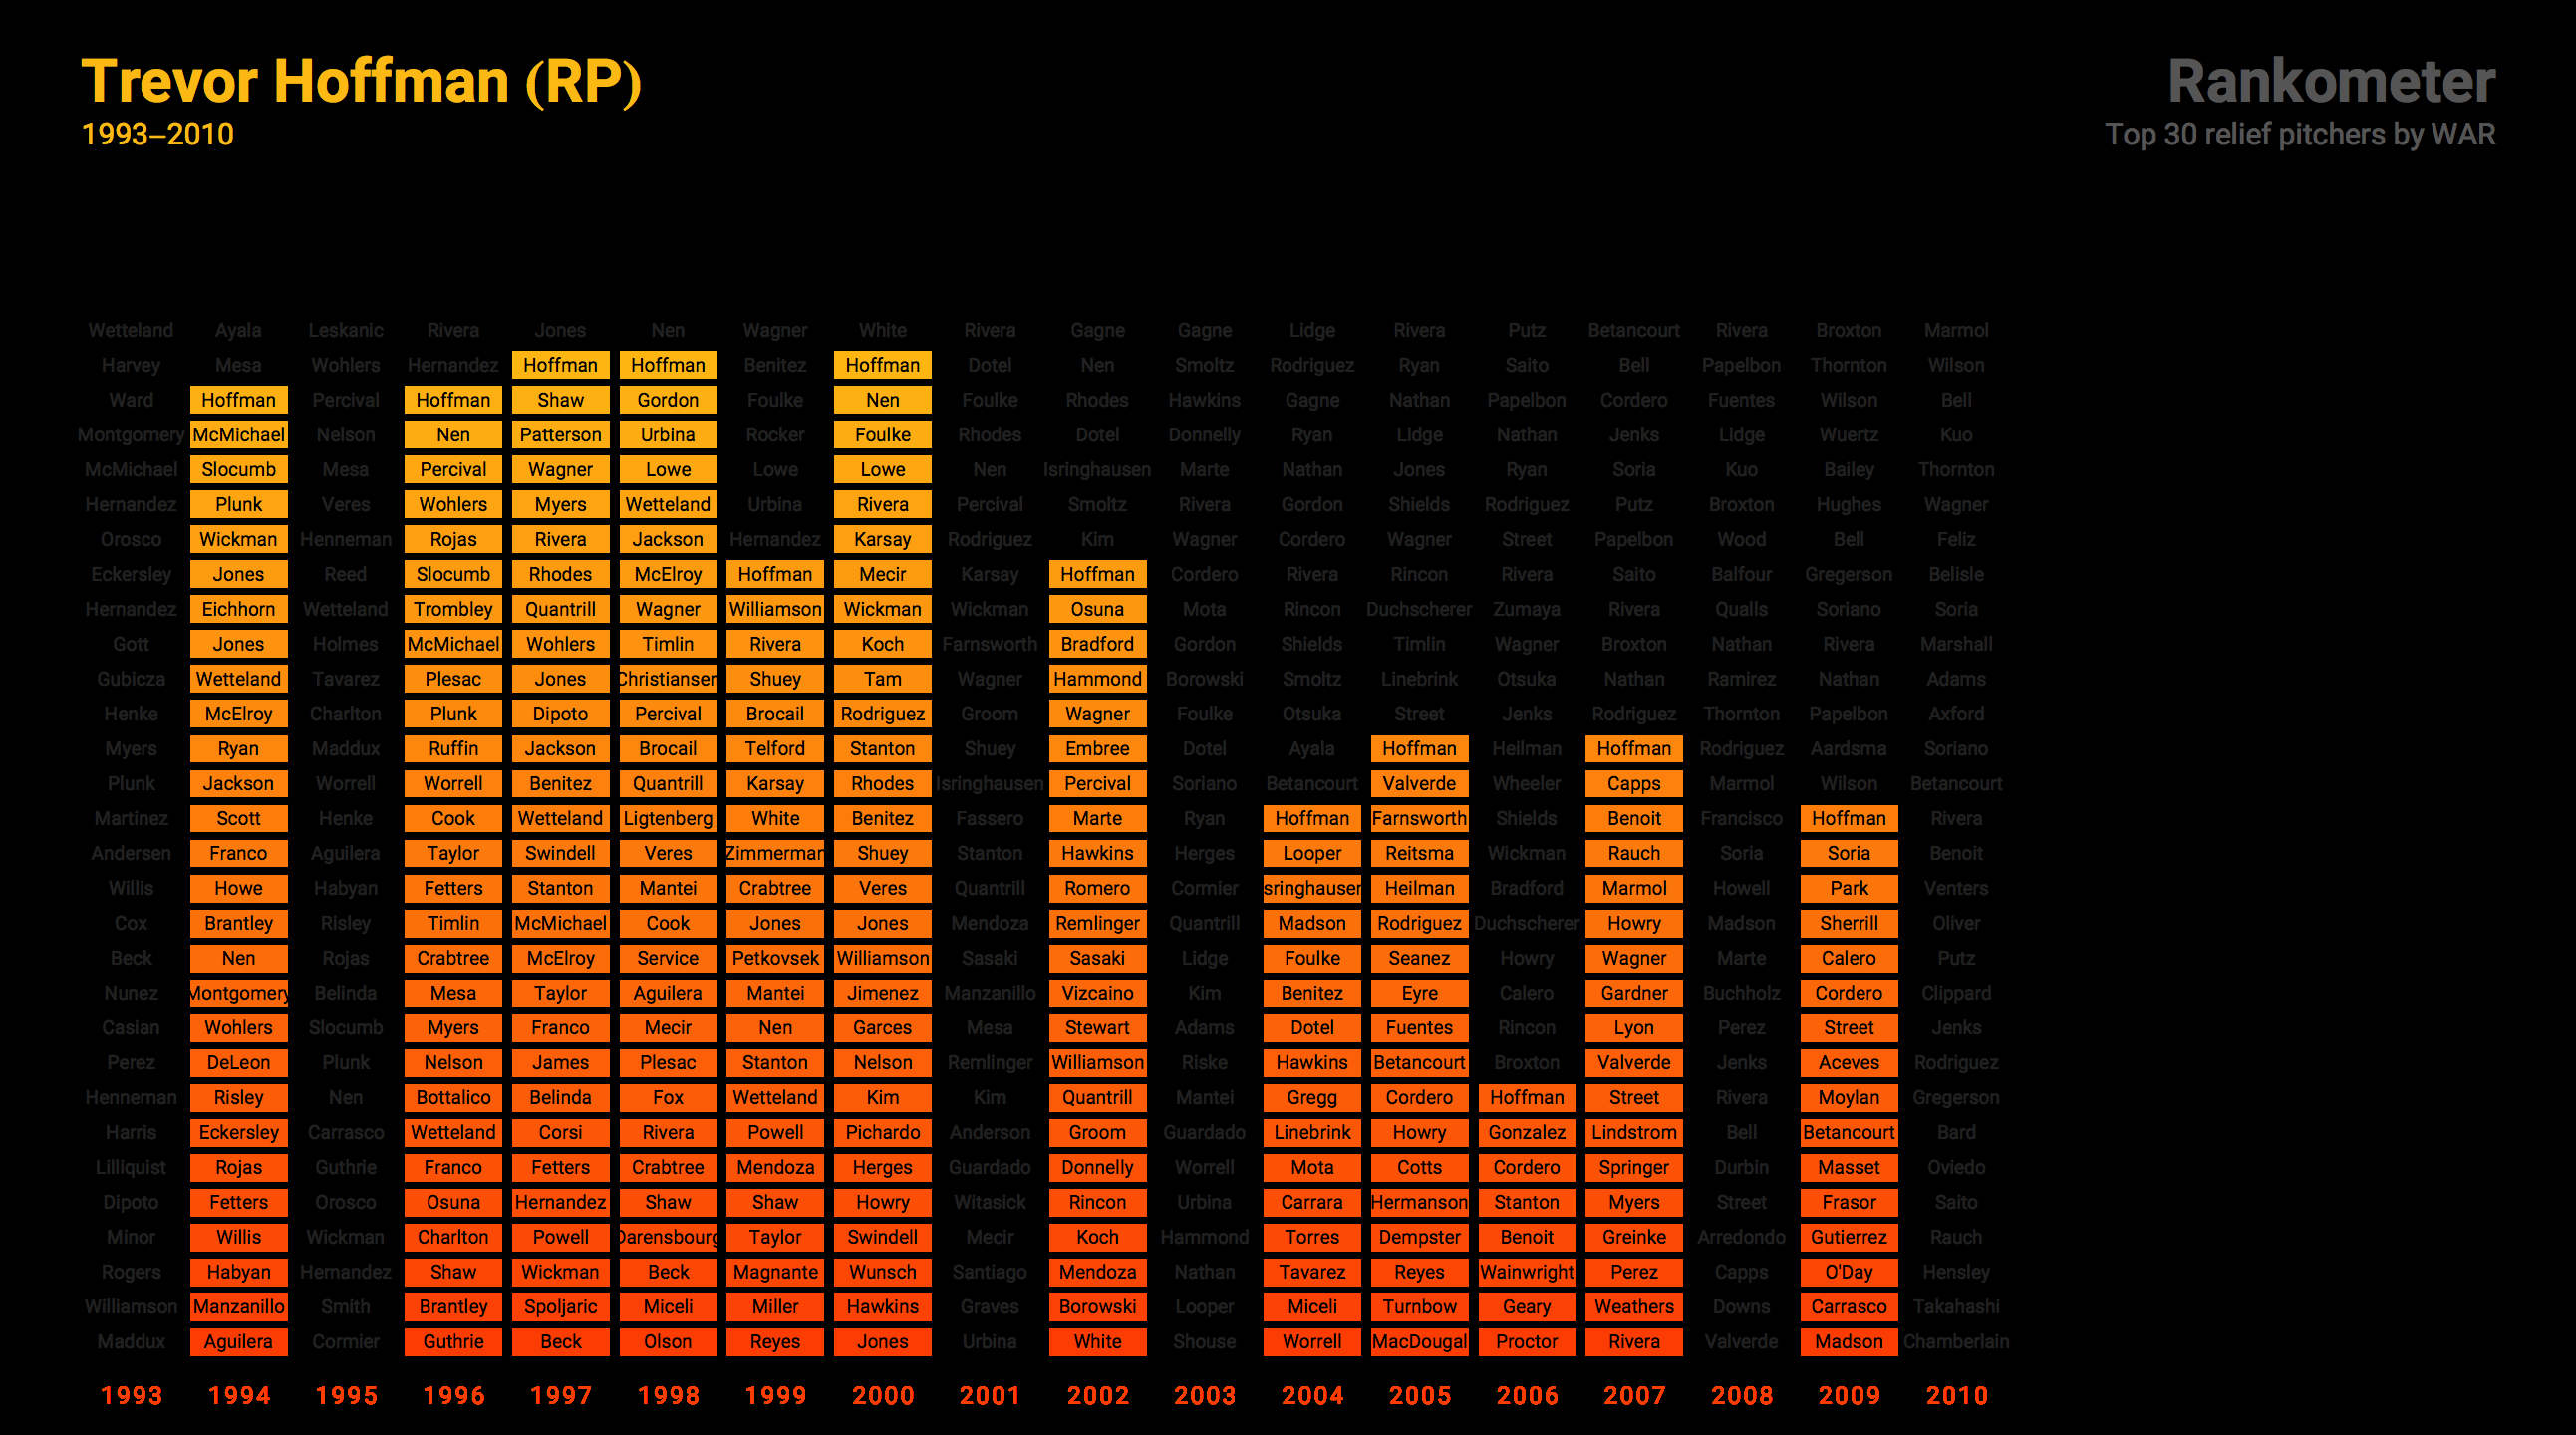 Trevor Hoffman (RP)
1993–2010
Rankometer
Top 30 relief pitchers by WAR
Wetteland Ayala Leskanic Rivera Jones Nen Wagner White Rivera Gagne Gagne Lidge Rivera Putz Betancourt Rivera Broxton Marmol
Harvey Mesa Wohlers Hernandez Hoffman Hoffman Benitez Hoffman Dotel Nen Smoltz Rodriguez Ryan Saito Bell Papelbon Thornton Wilson
Ward Hoffman Percival Hoffman Shaw Gordon Foulke Nen Foulke Rhodes Hawkins Gagne Nathan Papelbon Cordero Fuentes Wilson Bell
Montgomery McMichael Nelson Nen Patterson Urbina Rocker Foulke Rhodes Dotel Donnelly Ryan Lidge Nathan Jenks Lidge Wuertz Kuo
McMichael Slocumb Mesa Percival Wagner Lowe Lowe Lowe Nen Isringhausen Marte Nathan Jones Ryan Soria Kuo Bailey Thornton
Hernandez Plunk Veres Wohlers Myers Wetteland Urbina Rivera Percival Smoltz Rivera Gordon Shields Rodriguez Putz Broxton Hughes Wagner
Orosco Wickman Henneman Rojas Rivera Jackson Hernandez Karsay Rodriguez Kim Wagner Cordero Wagner Street Papelbon Wood Bell Feliz
Eckersley Jones Reed Slocumb Rhodes McElroy Hoffman Mecir Karsay Hoffman Cordero Rivera Rincon Rivera Saito Balfour Gregerson Belisle
Hernandez Eichhorn Wetteland Trombley Quantrill Wagner Williamson Wickman Wickman Osuna Mota Rincon Duchscherer Zumaya Rivera Qualls Soriano Soria
Gott Jones Holmes McMichael Wohlers Timlin Rivera Koch Farnsworth Bradford Gordon Shields Timlin Wagner Broxton Nathan Rivera Marshall
Gubicza Wetteland Tavarez Plesac Jones Christiansen Shuey Tam Wagner Hammond Borowski Smoltz Linebrink Otsuka Nathan Ramirez Nathan Adams
Henke McElroy Charlton Plunk Dipoto Percival Brocail Rodriguez Groom Wagner Foulke Otsuka Street Jenks Rodriguez Thornton Papelbon Axford
Myers Ryan Maddux Ruffin Jackson Brocail Telford Stanton Shuey Embree Dotel Ayala Hoffman Heilman Hoffman Rodriguez Aardsma Soriano
Plunk Jackson Worrell Worrell Benitez Quantrill Karsay Rhodes Isringhausen Percival Soriano Betancourt Valverde Wheeler Capps Marmol Wilson Betancourt
Martinez Scott Henke Cook Wetteland Ligtenberg White Benitez Fassero Marte Ryan Hoffman Farnsworth Shields Benoit Francisco Hoffman Rivera
Andersen Franco Aguilera Taylor Swindell Veres Zimmerman Shuey Stanton Hawkins Herges Looper Reitsma Wickman Rauch Soria Soria Benoit
Willis Howe Habyan Fetters Stanton Mantei Crabtree Veres Quantrill Romero Cormier sringhausen Heilman Bradford Marmol Howell Park Venters
Cox Brantley Risley Timlin McMichael Cook Jones Jones Mendoza Remlinger Quantrill Madson Rodriguez Duchscherer Howry Madson Sherrill Oliver
Beck Nen Rojas Crabtree McElroy Service Petkovsek Williamson Sasaki Sasaki Lidge Foulke Seanez Howry Wagner Marte Calero Putz
Nunez Montgomery Belinda Mesa Taylor Aguilera Mantei Jimenez Manzanillo Vizcaino Kim Benitez Eyre Calero Gardner Buchholz Cordero Clippard
Casian Wohlers Slocumb Myers Franco Mecir Nen Garces Mesa Stewart Adams Dotel Fuentes Rincon Lyon Perez Street Jenks
Perez DeLeon Plunk Nelson James Plesac Stanton Nelson Remlinger Williamson Riske Hawkins Betancourt Broxton Valverde Jenks Aceves Rodriguez
Henneman Risley Nen Bottalico Belinda Fox Wetteland Kim Kim Quantrill Mantei Gregg Cordero Hoffman Street Rivera Moylan Gregerson
Harris Eckersley Carrasco Wetteland Corsi Rivera Powell Pichardo Anderson Groom Guardado Linebrink Howry Gonzalez Lindstrom Bell Betancourt Bard
Lilliquist Rojas Guthrie Franco Fetters Crabtree Mendoza Herges Guardado Donnelly Worrell Mota Cotts Cordero Springer Durbin Masset Oviedo
Dipoto Fetters Orosco Osuna Hernandez Shaw Shaw Howry Witasick Rincon Urbina Carrara Hermanson Stanton Myers Street Frasor Saito
Minor Willis Wickman Charlton Powell Darensbourg Taylor Swindell Mecir Koch Hammond Torres Dempster Benoit Greinke Arredondo Gutierrez Rauch
Rogers Habyan Hernandez Shaw Wickman Beck Magnante Wunsch Santiago Mendoza Nathan Tavarez Reyes Wainwright Perez Capps O'Day Hensley
Williamson Manzanillo Smith Brantley Spoljaric Miceli Miller Hawkins Graves Borowski Looper Miceli Turnbow Geary Weathers Downs Carrasco Takahashi
Maddux Aguilera Cormier Guthrie Beck Olson Reyes Jones Urbina White Shouse Worrell MacDougal Proctor Rivera Valverde Madson Chamberlain
1993 1994 1995 1996 1997 1998 1999 2000 2001 2002 2003 2004 2005 2006 2007 2008 2009 2010